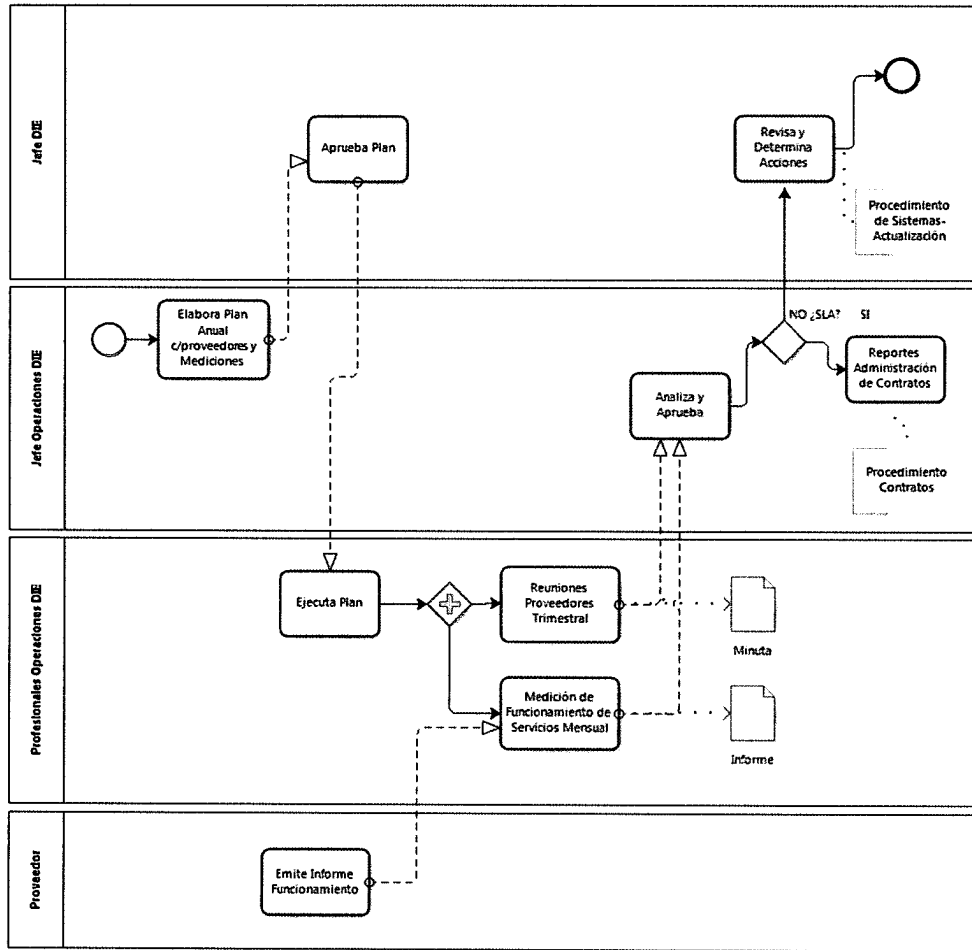 Jefe DIE
Aprueba Plan
Revisa y
Determina
Acciones
Procedimiento
de Sistemas-
Actualización
Jefe Operaciones DIE
Elabora Plan
Anual
c/proveedores y
Mediciones
NO ¿SLA? SI
Reportes
Administración
de Contratos
Analiza y
Aprueba
Procedimiento
Contratos
Profesionales Operaciones DIE
Ejecuta Plan
Reuniones
Proveedores
Trimestral
Minuta
Medición de
Funcionamiento de
Servicios Mensual
Informe
Proveedor
Emite Informe
Funcionamiento